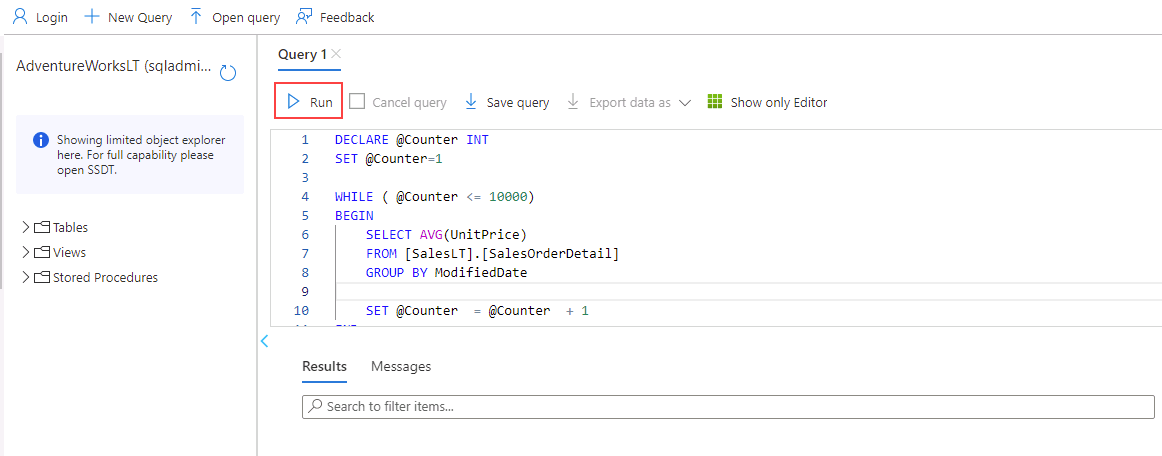 Login New Query Open query Feedback
AdventureWorksLT (sqladmi...
Showing limited object explorer
here. For full capability please
open SSDT.
Tables
Views
Stored Procedures
Query 1
Run Cancel query Save query Export data as Show only Editor
1 DECLARE @Counter INT
2 SET @Counter=1
3
4 WHILE ( @Counter <= 10000)
5 BEGIN
6 SELECT AVG(UnitPrice)
7 FROM [SalesLT].[SalesOrderDetail]
8 GROUP BY ModifiedDate
9
10 SET @Counter  = @Counter  + 1
Results Messages
Search to filter items...